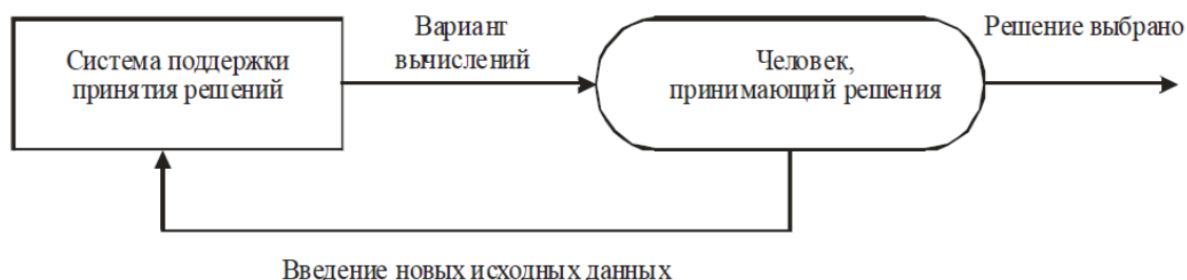 Система поддержки
принятия решений
Вариант
вычислений
Человек,
принимающий решения
Решение выбрано
Введение новых исходных данных